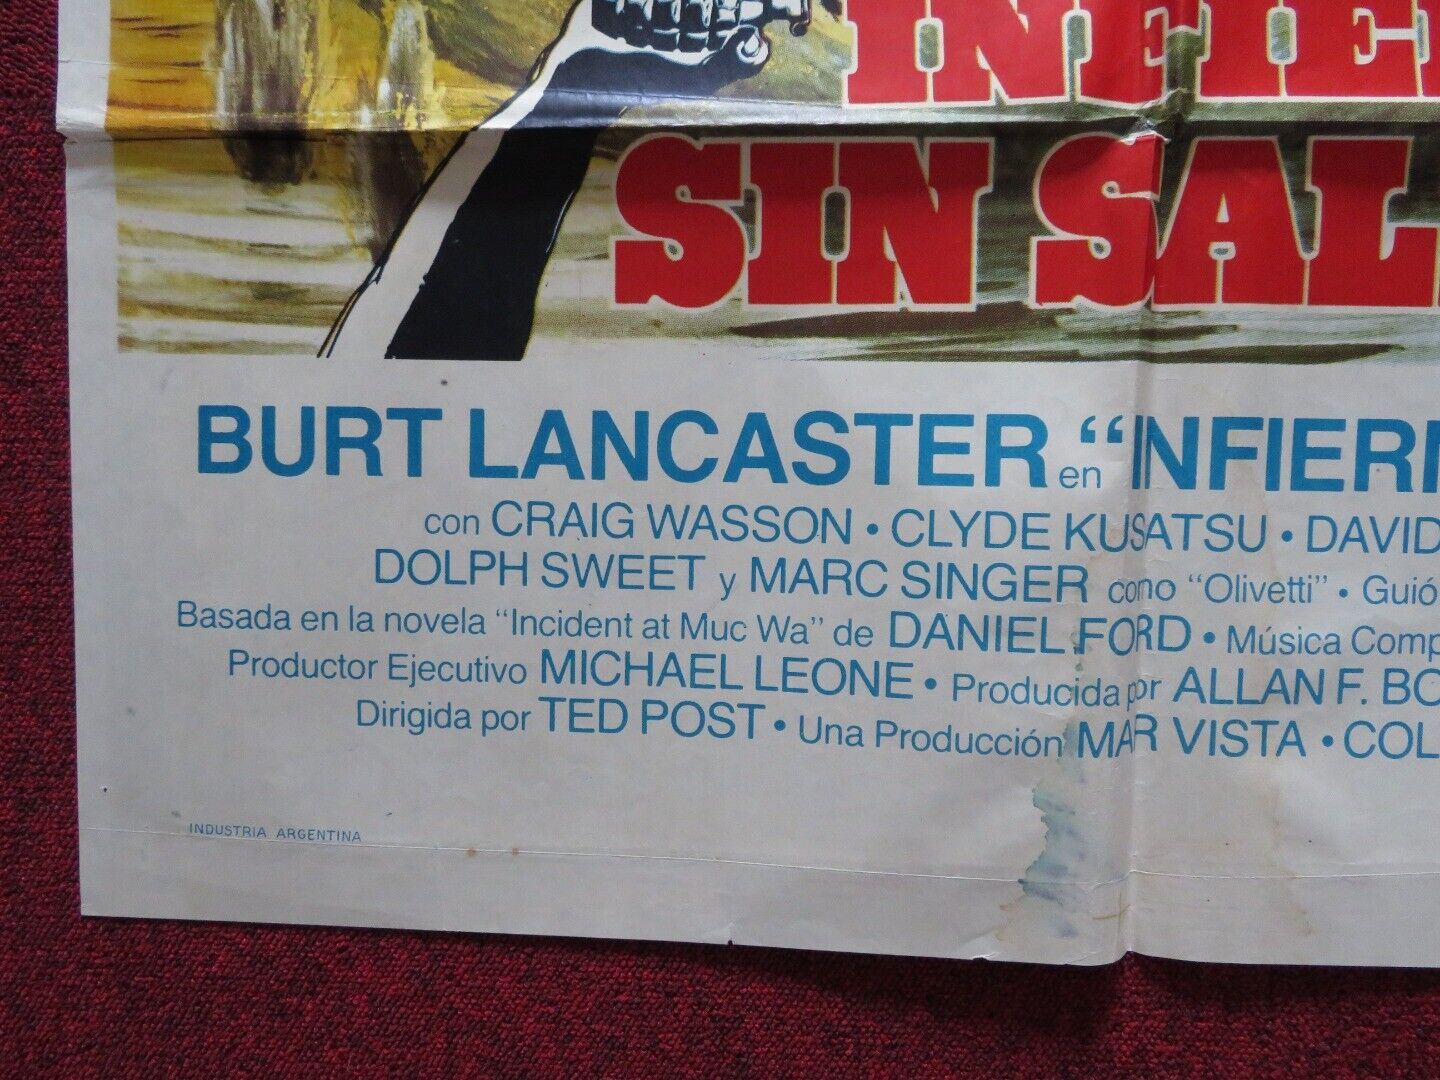 INFIER
SIN SAL
BURT LANCASTER en "INFIERN
con CRAIG WASSON • CLYDE KUSATSU • DAVID
DOLPH SWEET y MARC SINGER como "Olivetti" • Guió
Basada en la novela "Incident at Muc Wa" de DANIEL FORD • Música Comp
Productor Ejecutivo MICHAEL LEONE • Producida por ALLAN F. BO
Dirigida por TED POST • Una Producción MAR VISTA • COL
INDUSTRIA ARGENTINA